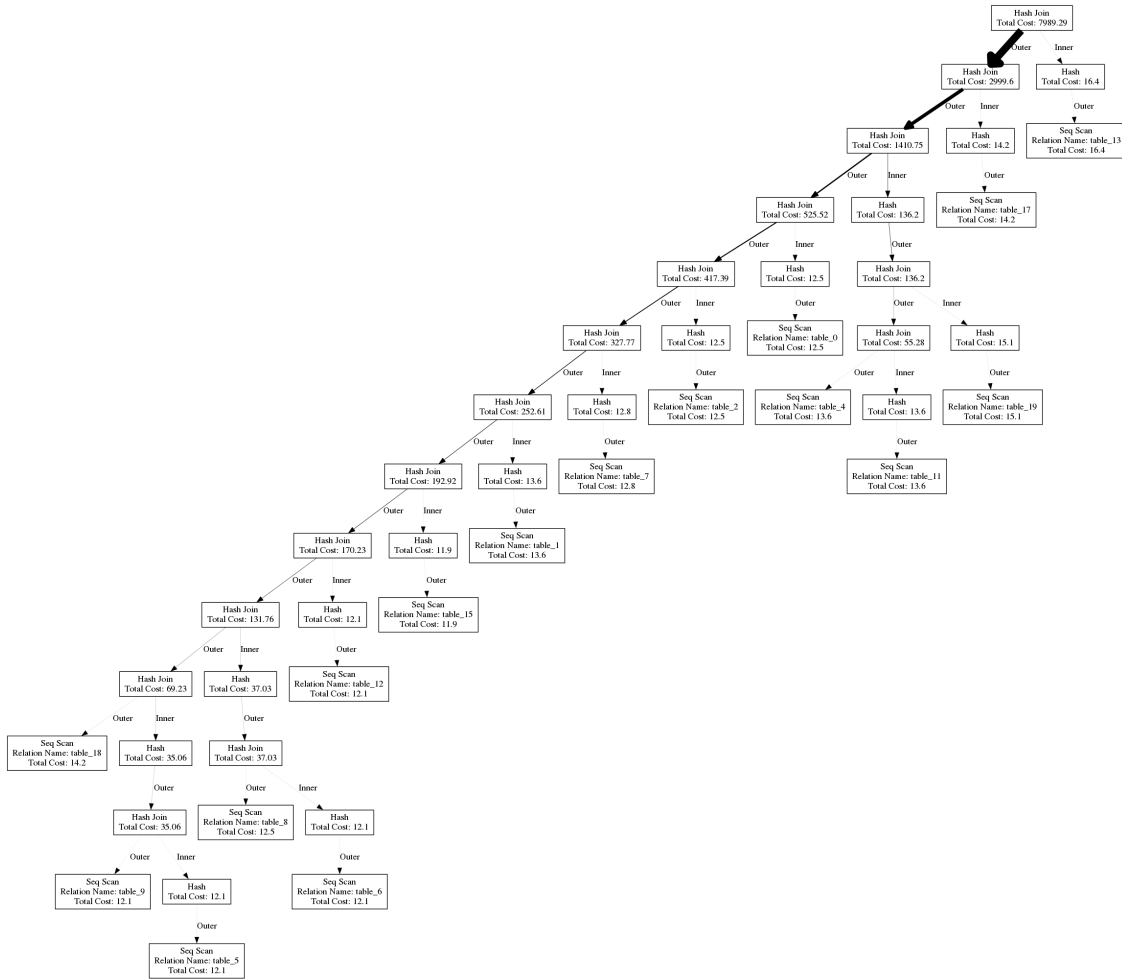 Hash Join
Total Cost: 7989.29
Outer
Inner
Hash Join
Total Cost: 2999.6
Hash
Total Cost: 16.4
Outer
Inner
Outer
Hash Join
Total Cost: 1410.75
Hash
Total Cost: 14.2
Seq Scan
Relation Name: table_13
Total Cost: 16.4
Outer
Inner
Outer
Hash Join
Total Cost: 525.52
Hash
Total Cost: 136.2
Seq Scan
Relation Name: table_17
Total Cost: 14.2
Outer
Inner
Outer
Hash Join
Total Cost: 417.39
Hash
Total Cost: 12.5
Hash Join
Total Cost: 136.2
Outer
Inner
Outer
Outer
Inner
Hash Join
Total Cost: 327.77
Hash
Total Cost: 12.5
Seq Scan
Relation Name: table_0
Total Cost: 12.5
Hash Join
Total Cost: 55.28
Hash
Total Cost: 15.1
Outer
Inner
Outer
Outer
Inner
Outer
Hash Join
Total Cost: 252.61
Hash
Total Cost: 12.8
Seq Scan
Relation Name: table_2
Total Cost: 12.5
Seq Scan
Relation Name: table_4
Total Cost: 13.6
Hash
Total Cost: 13.6
Seq Scan
Relation Name: table_19
Total Cost: 15.1
Outer
Inner
Outer
Outer
Hash Join
Total Cost: 192.92
Hash
Total Cost: 13.6
Seq Scan
Relation Name: table_7
Total Cost: 12.8
Seq Scan
Relation Name: table_11
Total Cost: 13.6
Outer
Inner
Outer
Hash Join
Total Cost: 170.23
Hash
Total Cost: 11.9
Seq Scan
Relation Name: table_1
Total Cost: 13.6
Outer
Inner
Outer
Hash Join
Total Cost: 131.76
Hash
Total Cost: 12.1
Seq Scan
Relation Name: table_15
Total Cost: 11.9
Outer
Inner
Outer
Hash Join
Total Cost: 69.23
Hash
Total Cost: 37.03
Seq Scan
Relation Name: table_12
Total Cost: 12.1
Outer
Inner
Outer
Seq Scan
Relation Name: table_18
Total Cost: 14.2
Hash
Total Cost: 35.06
Hash Join
Total Cost: 37.03
Outer
Outer
Inner
Hash Join
Total Cost: 35.06
Seq Scan
Relation Name: table_8
Total Cost: 12.5
Hash
Total Cost: 12.1
Outer
Inner
Outer
Seq Scan
Relation Name: table_9
Total Cost: 12.1
Hash
Total Cost: 12.1
Seq Scan
Relation Name: table_6
Total Cost: 12.1
Outer
Seq Scan
Relation Name: table_5
Total Cost: 12.1